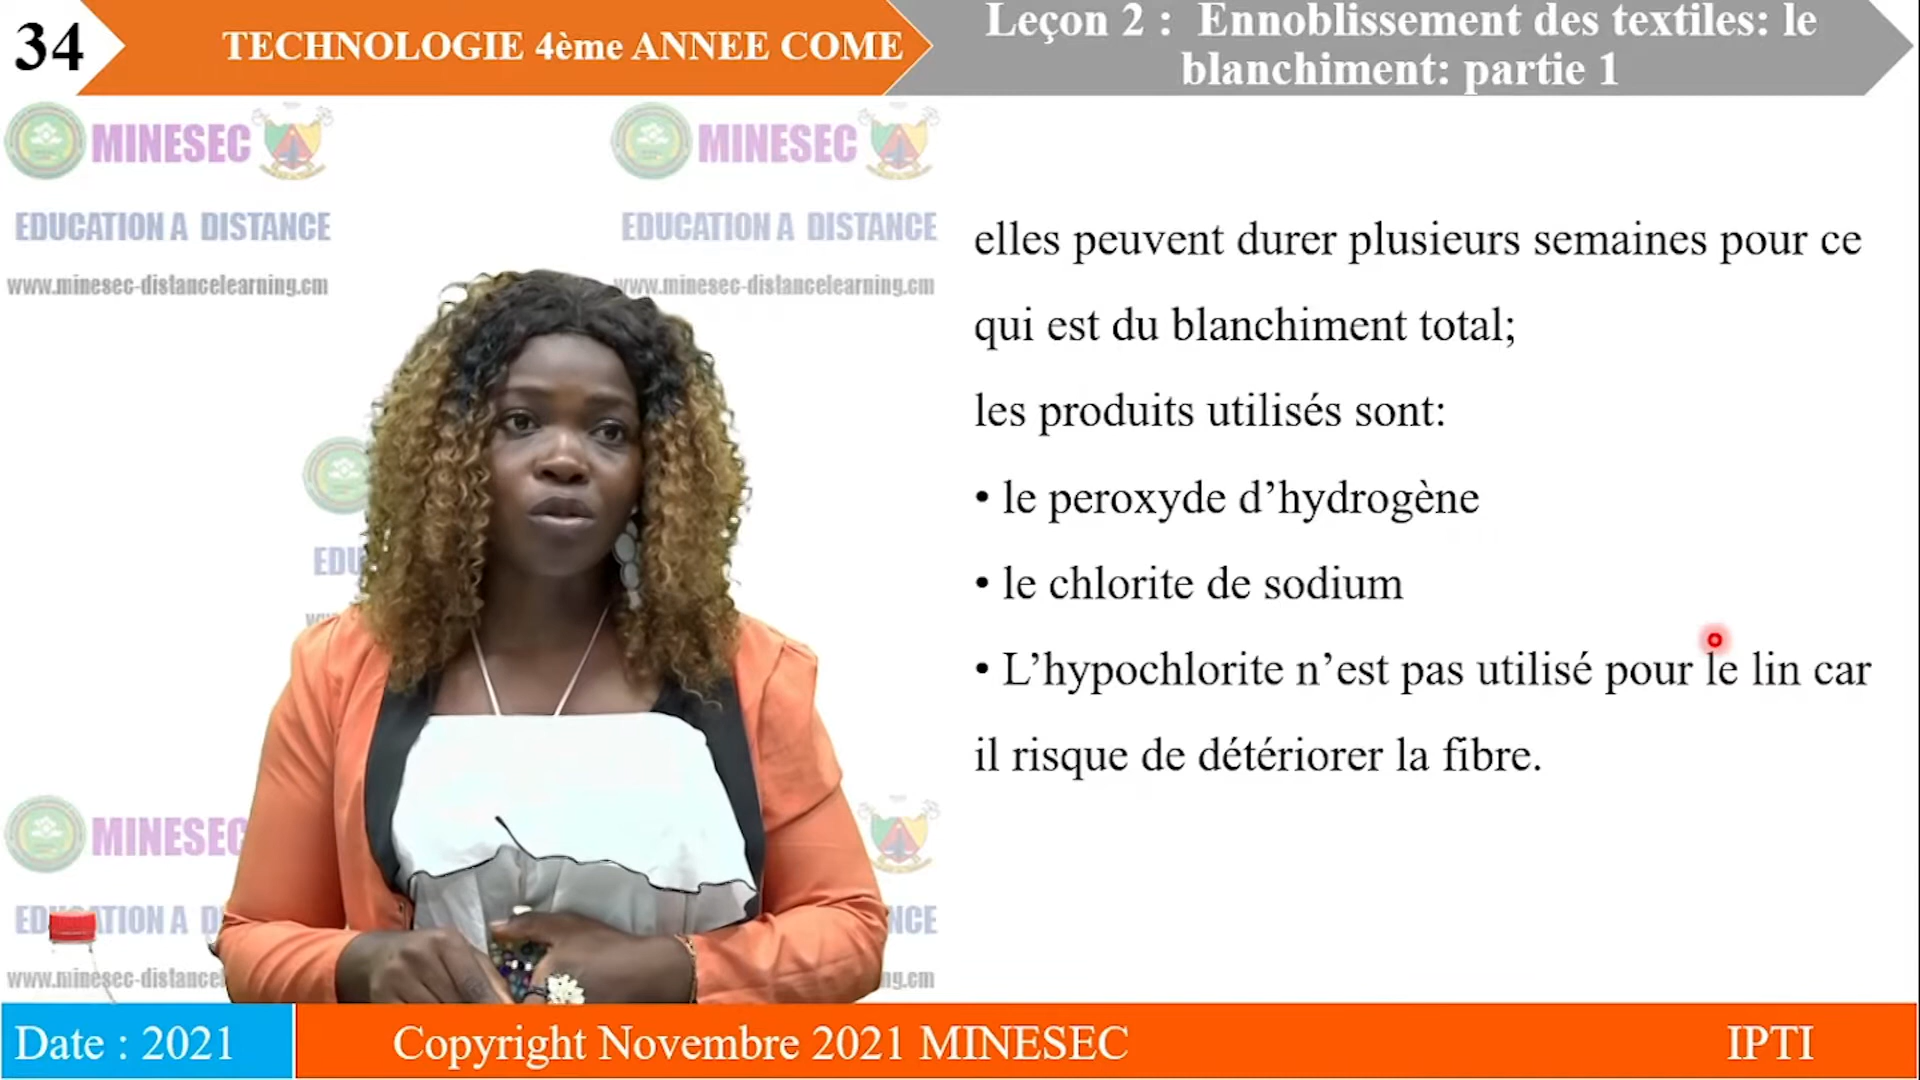 34
TECHNOLOGIE 4ème ANNEE COME
Leçon 2 : Ennoblissement des textiles: le
blanchiment: partie 1
MINESEC
MINESEC
EDUCATION A DISTANCE
EDUCATION A DISTANCE
www.minesec-distancelearning.cm
www.minesec-distancelearning.cm
elles peuvent durer plusieurs semaines pour ce
qui est du blanchiment total;
les produits utilisés sont:
• le peroxyde d’hydrogène
• le chlorite de sodium
• L’hypochlorite n’est pas utilisé pour le lin car
il risque de détériorer la fibre.
EDU
MINESEC
Date : 2021
Copyright Novembre 2021 MINESEC
IPTI